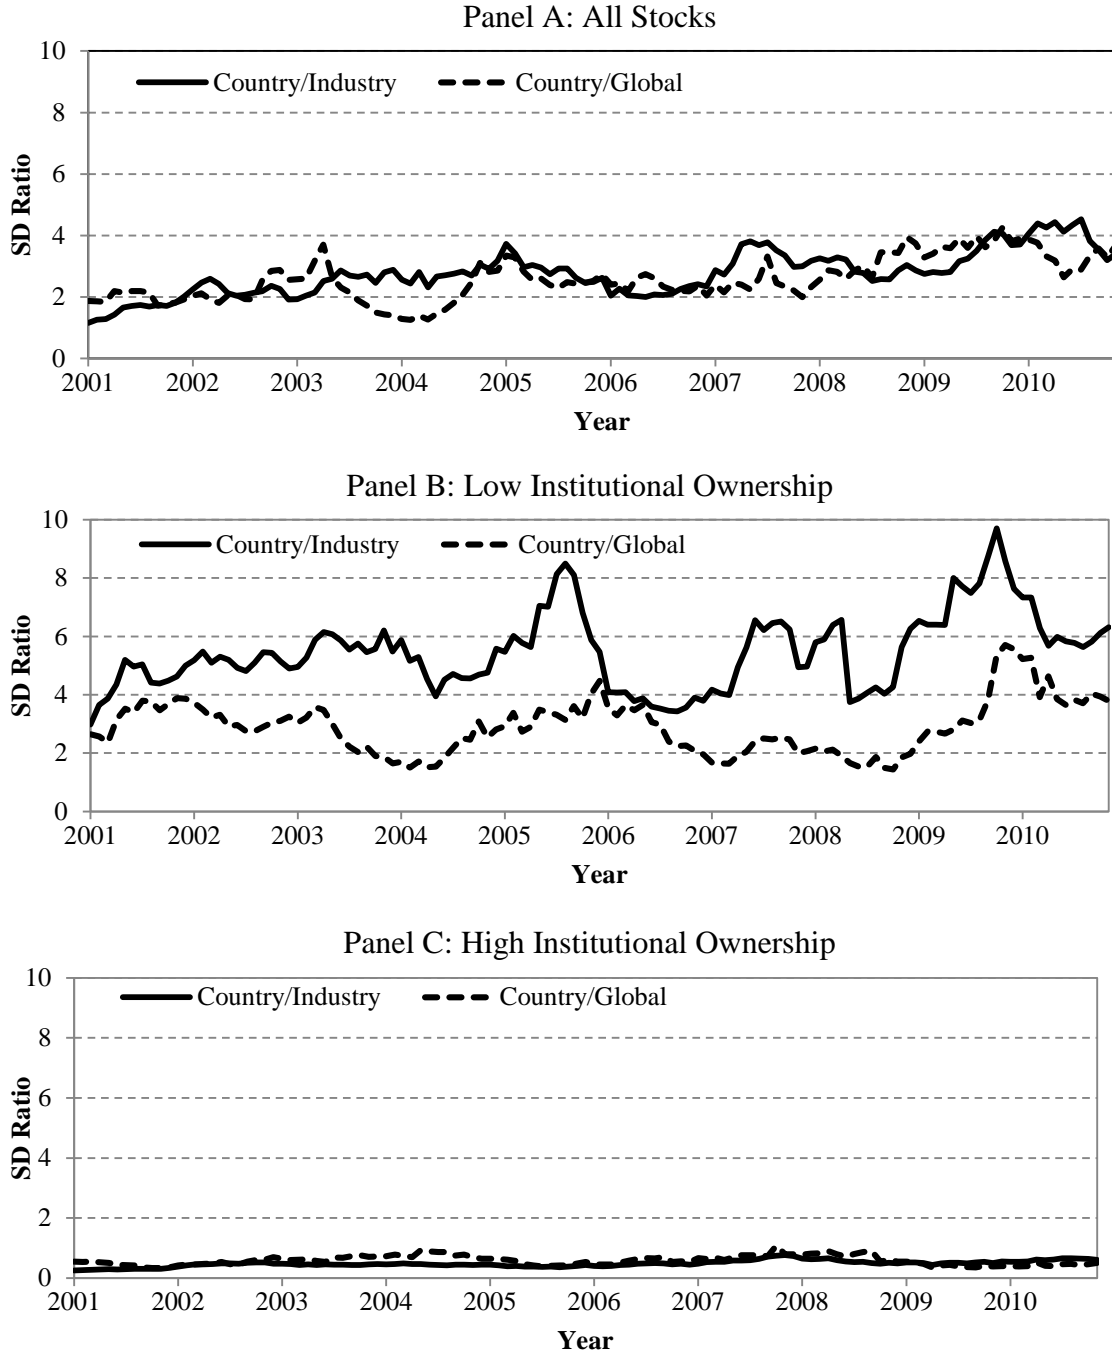 Panel A: All Stocks
10
Country/Industry Country/Global
8
6
4
2
0
SD Ratio
2001 2002 2003 2004 2005 2006 2007 2008 2009 2010
Year
Panel B: Low Institutional Ownership
10
Country/Industry Country/Global
8
6
4
2
0
SD Ratio
2001 2002 2003 2004 2005 2006 2007 2008 2009 2010
Year
Panel C: High Institutional Ownership
10
Country/Industry Country/Global
8
6
4
2
0
SD Ratio
2001 2002 2003 2004 2005 2006 2007 2008 2009 2010
Year